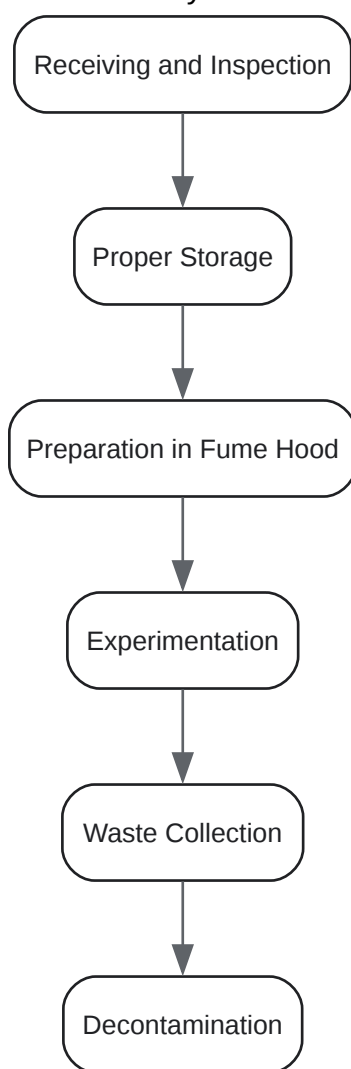 Receiving and Inspection
Proper Storage
Preparation in Fume Hood
Experimentation
Waste Collection
Decontamination